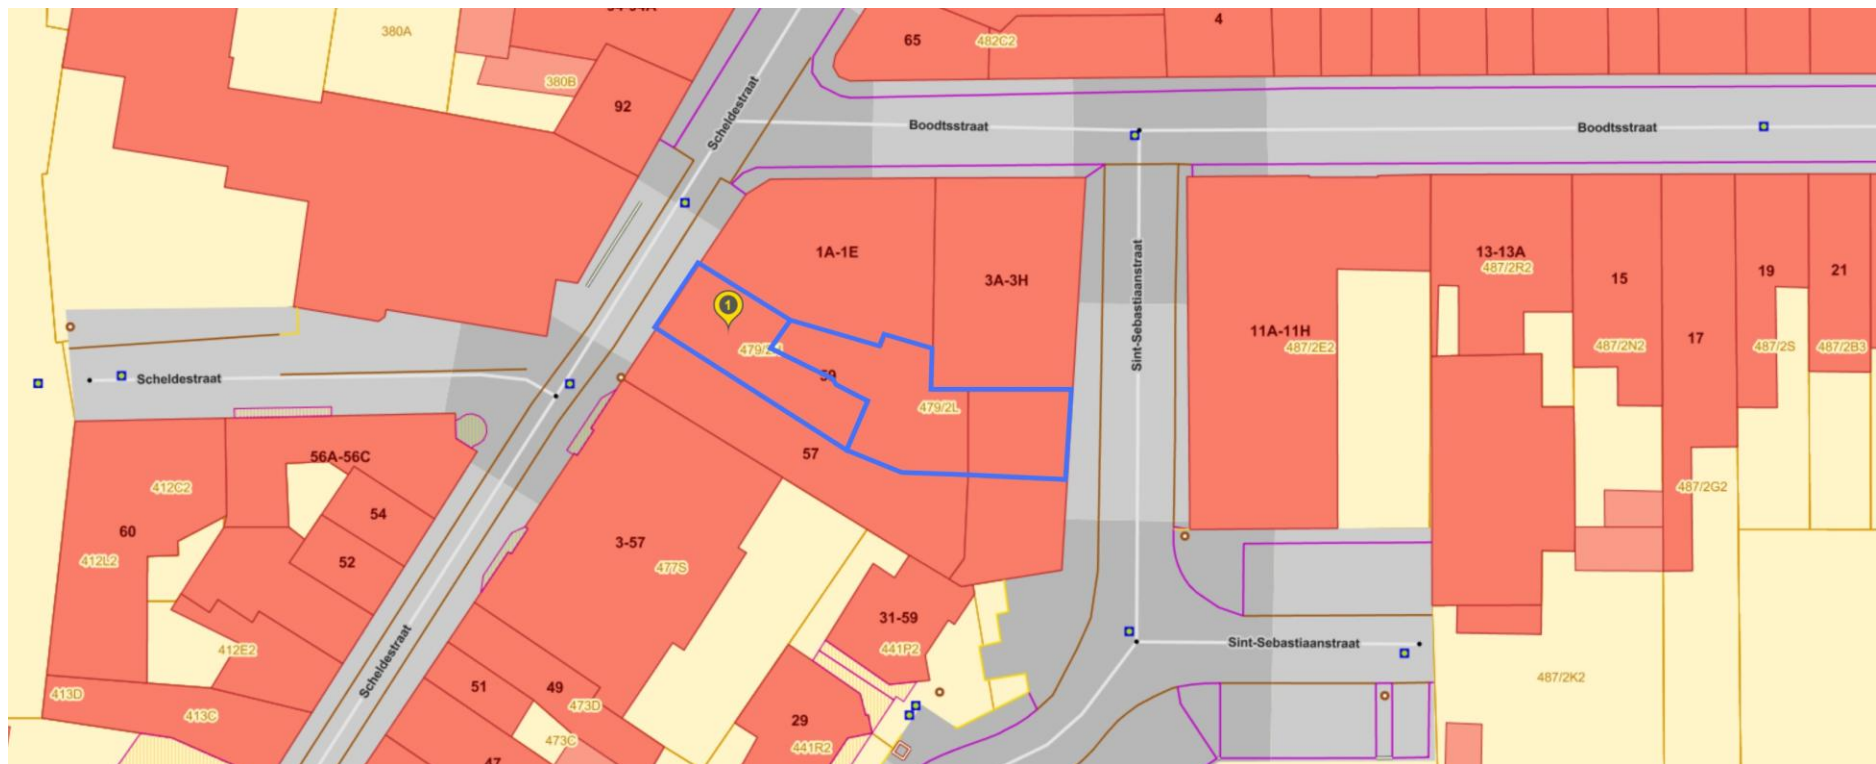 380A
65
482C2
4
380B
92
Scheldestraat
Boodtsstraat
Boodtsstraat
1A-1E
3A-3H
Sint-Sebastiaanstraat
11A-11H
487/2E2
13-13A
487/2R2
15
487/2N2
17
19
487/2S
21
487/2B3
1
59
479/2L
57
Scheldestraat
56A-56C
412C2
54
60
52
412L2
412E2
3-57
477S
487/2G2
31-59
441P2
Sint-Sebastiaanstraat
487/2K2
Scheldestraat
413D
413C
51
49
473D
473C
47
29
441R2